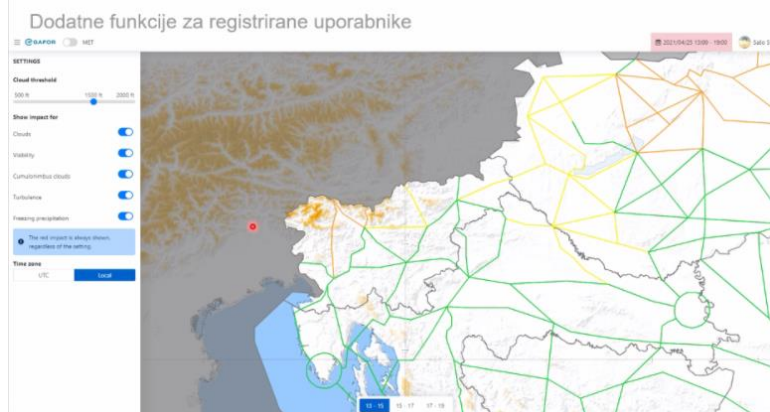 Dodatne funkcije za registrirane uporabnike
GAFOR MET
2021/04/20 13:00 - 19:00
SETTINGS
Cloud threshold
500 ft 1000 ft 2000 ft
Show impact for
Clouds
Visibility
Cumulonimbus clouds
Turbulence
Freezing precipitation
The red impact is always shown,
regardless of the setting.
Time zone
UTC Local
13 - 15 15 - 17 17 - 19